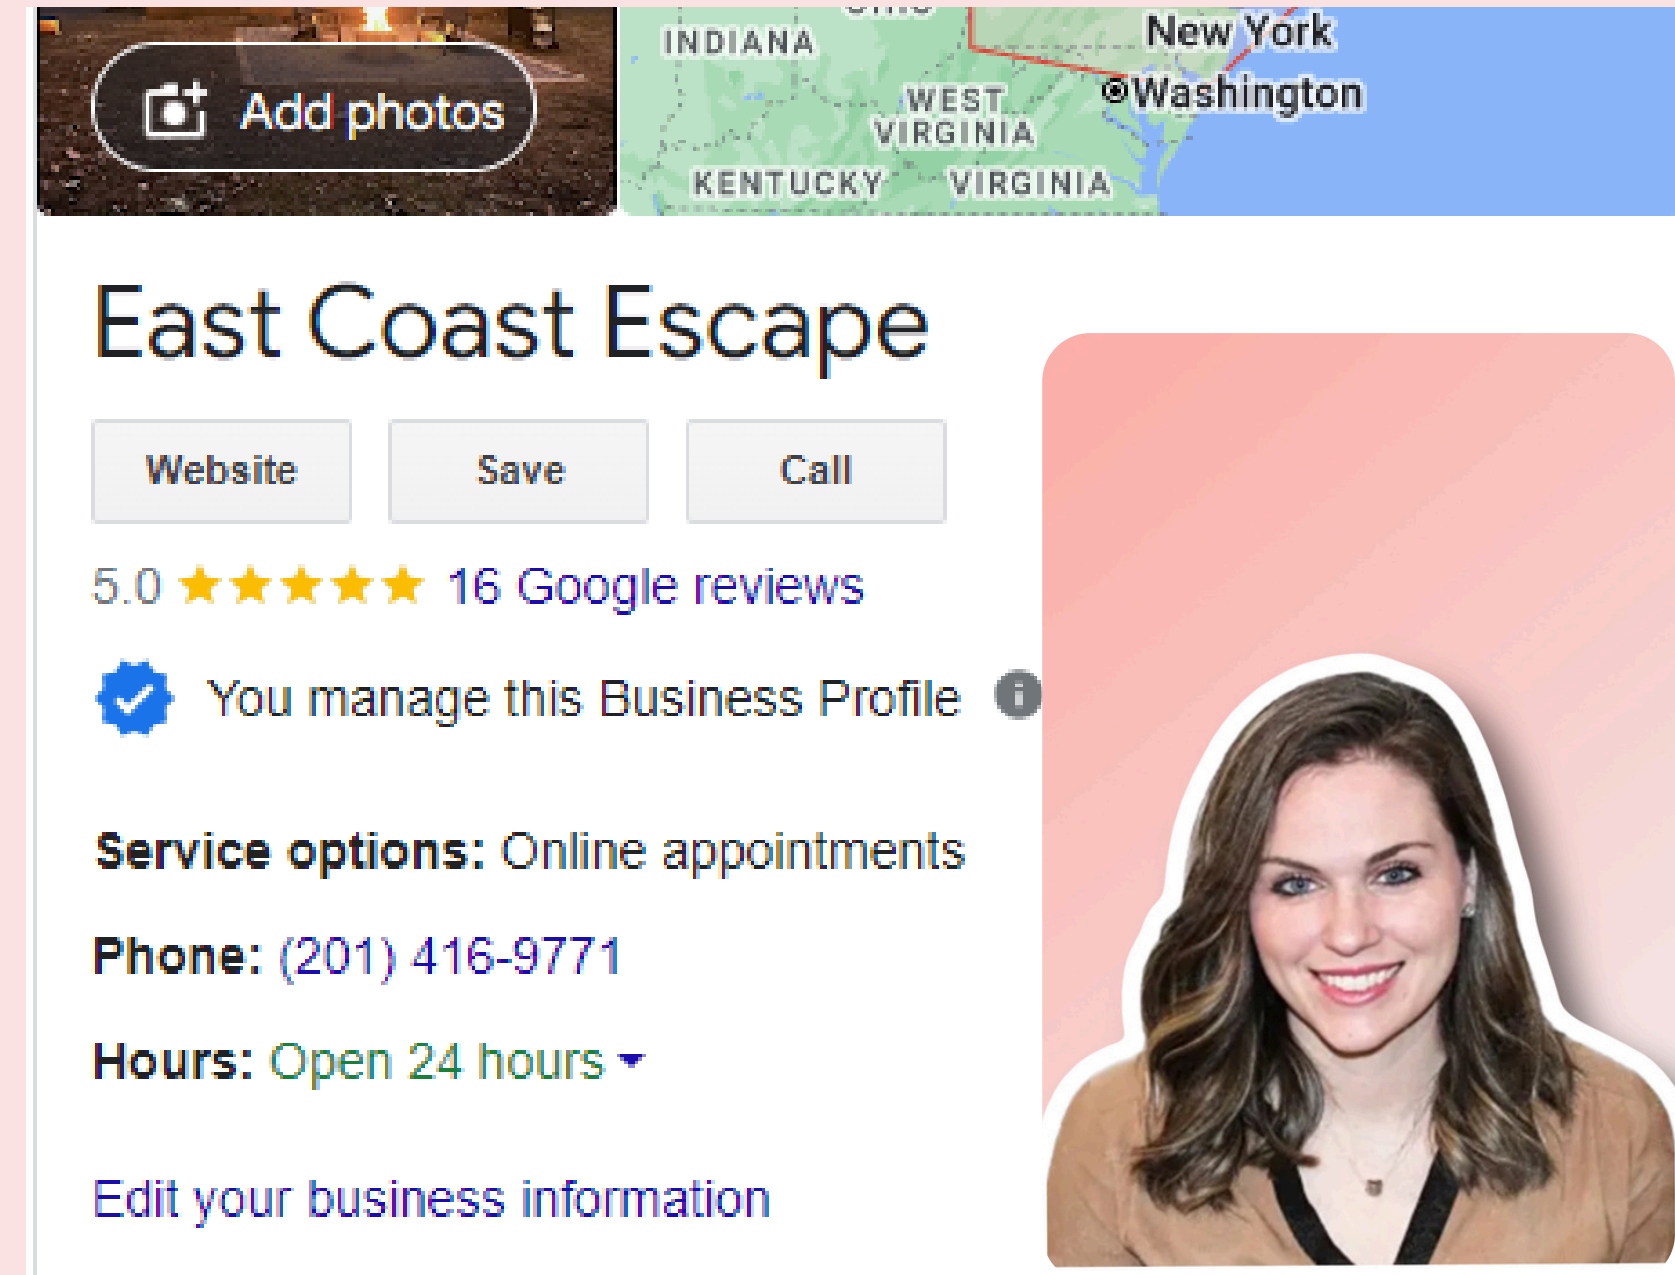 Add photos
INDIANA
New York
Washington
WEST
VIRGINIA
KENTUCKY
VIRGINIA
East Coast Escape
Website
Save
Call
5.0 16 Google reviews
You manage this Business Profile
Service options: Online appointments
Phone: (201) 416-9771
Hours: Open 24 hours
Edit your business information